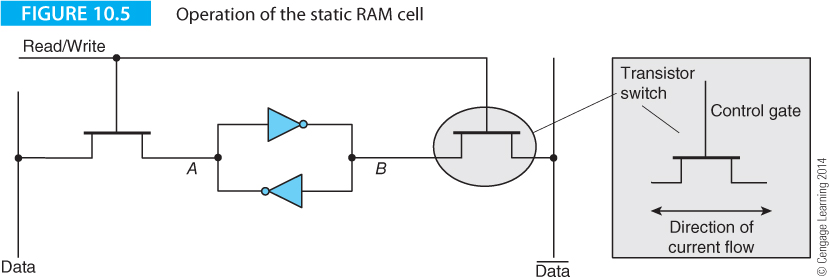 FIGURE 10.5 Operation of the static RAM cell
Read/Write
Transistor
switch
Control gate
A
B
Direction of
current flow
Data
Data
© Cengage Learning 2014